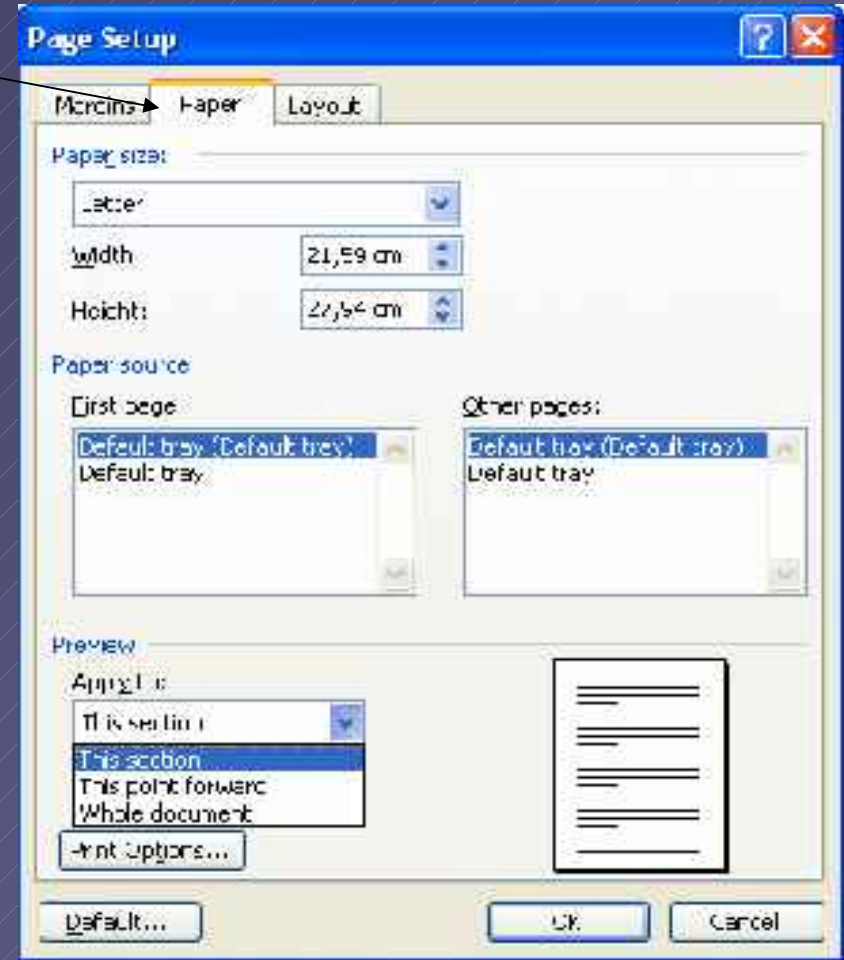 Page Setup
Margins Paper Layout
Paper size:
Letter
Width 21,59 cm
Height: 27,94 cm
Paper source
First page Other pages:
Default tray (Default tray) Default tray (Default tray)
Default tray Default tray
Preview
Apply to
This section
This section
This point forward
Whole document
Print Options...
Default... OK Cancel